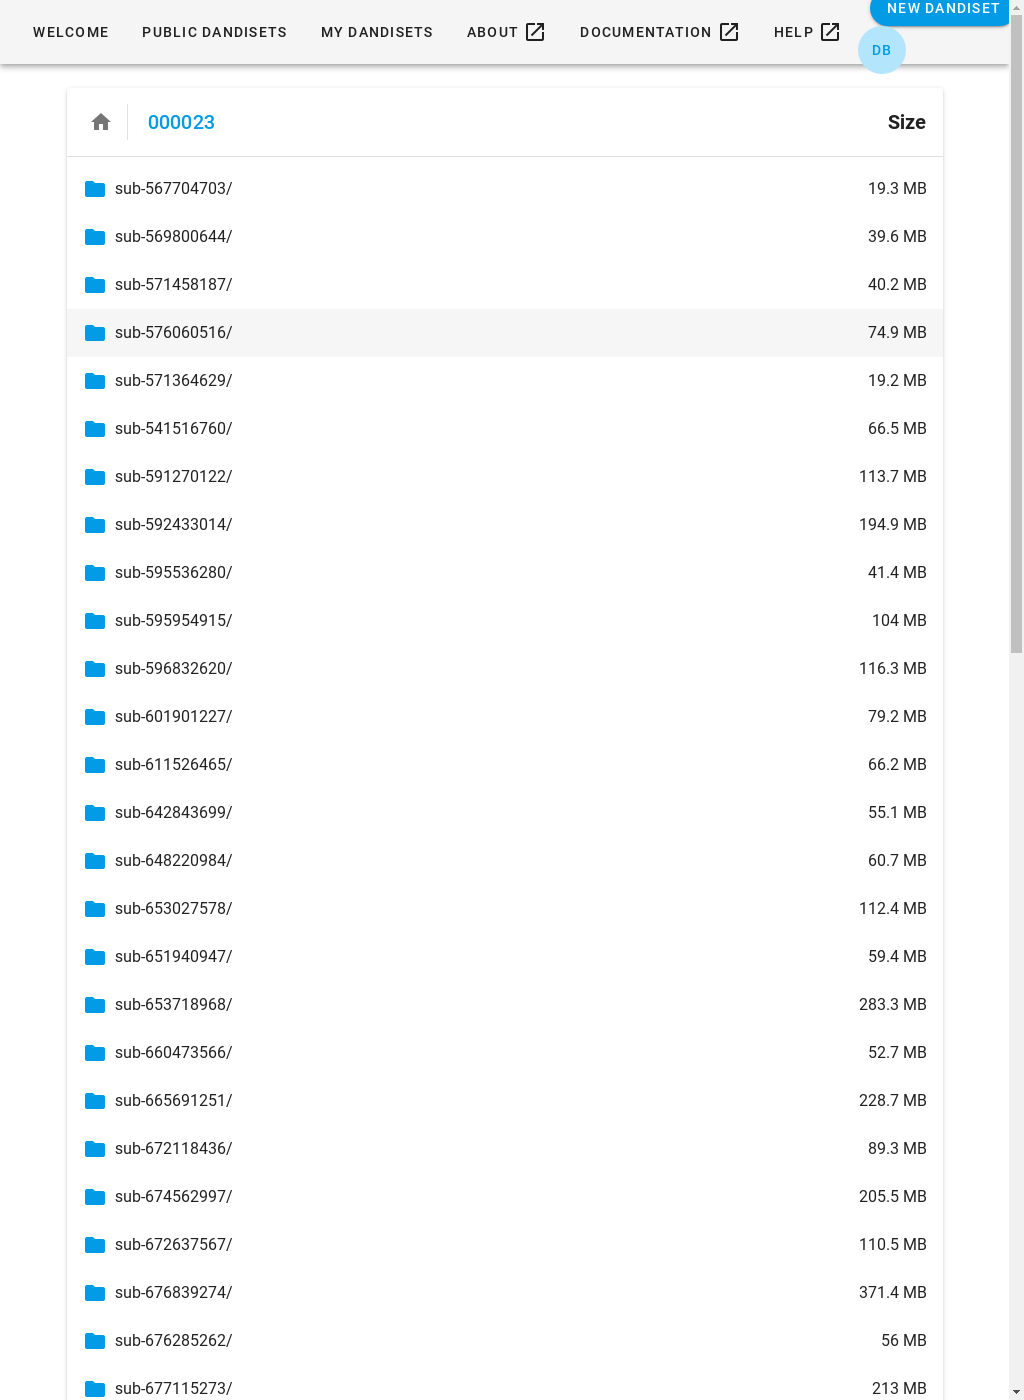 WELCOME PUBLIC DANDISETS MY DANDISETS ABOUT DOCUMENTATION HELP NEW DANDISET
DB
000023 Size
sub-567704703/ 19.3 MB
sub-569800644/ 39.6 MB
sub-571458187/ 40.2 MB
sub-576060516/ 74.9 MB
sub-571364629/ 19.2 MB
sub-541516760/ 66.5 MB
sub-591270122/ 113.7 MB
sub-592433014/ 194.9 MB
sub-595536280/ 41.4 MB
sub-595954915/ 104 MB
sub-596832620/ 116.3 MB
sub-601901227/ 79.2 MB
sub-611526465/ 66.2 MB
sub-642843699/ 55.1 MB
sub-648220984/ 60.7 MB
sub-653027578/ 112.4 MB
sub-651940947/ 59.4 MB
sub-653718968/ 283.3 MB
sub-660473566/ 52.7 MB
sub-665691251/ 228.7 MB
sub-672118436/ 89.3 MB
sub-674562997/ 205.5 MB
sub-672637567/ 110.5 MB
sub-676839274/ 371.4 MB
sub-676285262/ 56 MB
sub-677115273/ 213 MB